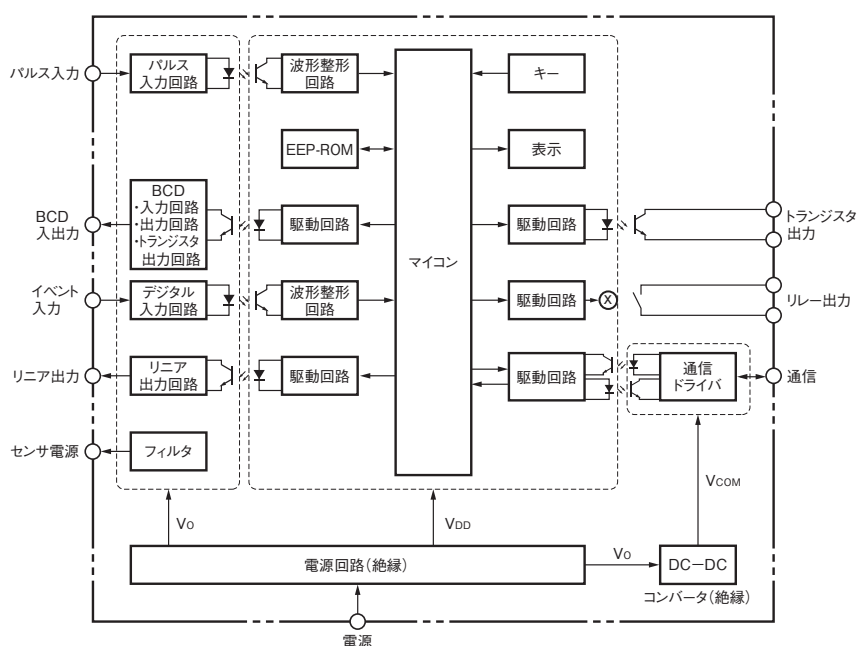 パルス入力
パルス
入力回路
波形整形
回路
キー
EEP-ROM
表示
BCD
入出力
BCD
・入力回路
・出力回路
・トランジスタ
出力回路
駆動回路
マイコン
駆動回路
トランジスタ
出力
イベント
入力
デジタル
入力回路
波形整形
回路
駆動回路
X
リレー出力
リニア出力
リニア
出力回路
駆動回路
駆動回路
通信
ドライバ
通信
センサ電源
フィルタ
VCOM
VO
VDD
電源回路(絶縁)
VO
DC−DC
コンバータ(絶縁)
電源